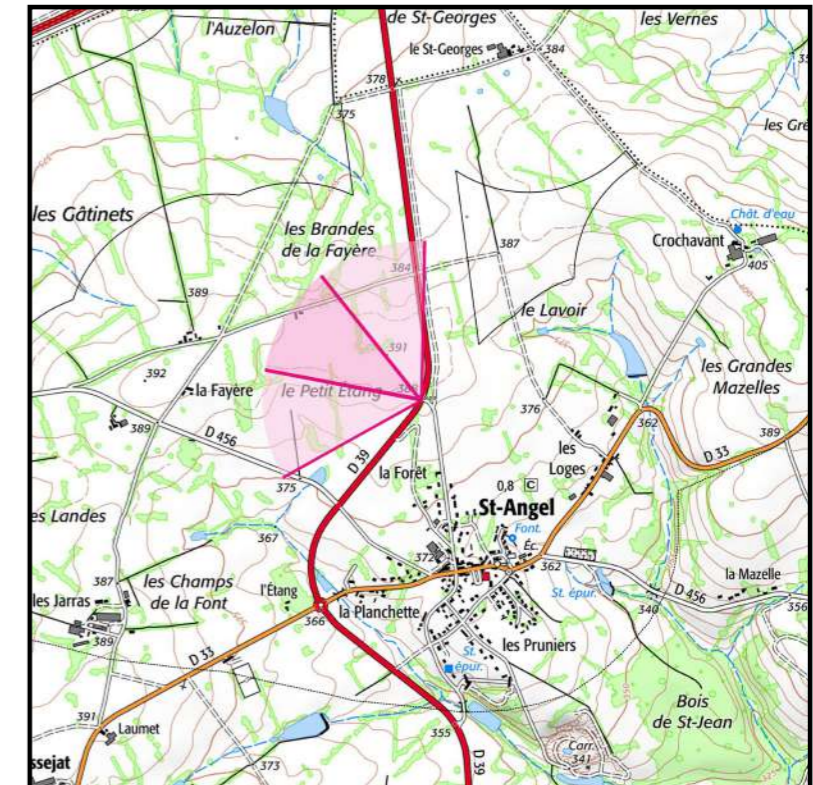 l'Auzelon
de St-Georges
les Vernes
le St-Georges
384
378
375
les Gré
les Gâtinets
les Brandes
de la Fayère
Chât. d'eau
Crochavant
387
405
384
389
le Lavoir
391
392
la Fayère
le Petit Étang
les Grandes
Mazelles
376
362
389
D 456
D 39
D 33
389
la Forêt
les
Loges
0,8
C
375
St-Angel
es Landes
Font.
367
Éc.
372
362
387
les Champs
de la Font
l'Étang
St. épur.
D 456
la Mazelle
les Jarras
la Planchette
340
356
366
389
les Pruniers
D 33
St.
épur.
350
Bois
de St-Jean
391
Laumet
355
Carr.
341
ssejat
373
D 39
325